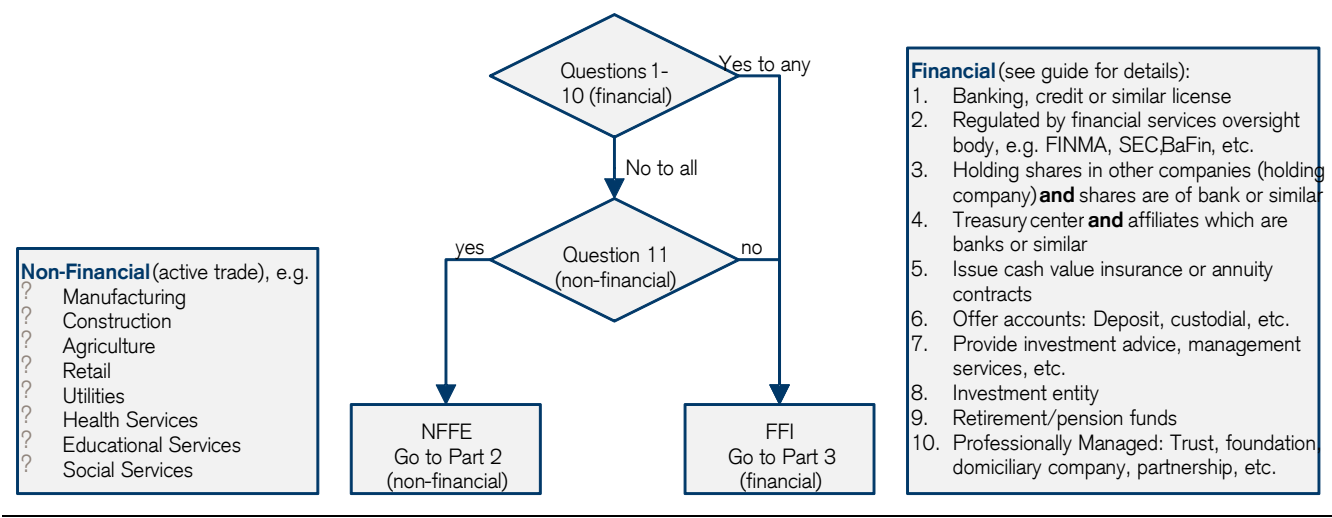 Questions 1-
10 (financial)
Yes to any
No to all
Question 11
(non-financial)
yes
no
NFFE
Go to Part 2
(non-financial)
FFI
Go to Part 3
(financial)
Non-Financial (active trade), e.g.
? Manufacturing
? Construction
? Agriculture
? Retail
? Utilities
? Health Services
? Educational Services
? Social Services
Financial (see guide for details):
1. Banking, credit or similar license
2. Regulated by financial services oversight
body, e.g. FINMA, SEC,BaFin, etc.
3. Holding shares in other companies (holding
company) and shares are of bank or similar
4. Treasury center and affiliates which are
banks or similar
5. Issue cash value insurance or annuity
contracts
6. Offer accounts: Deposit, custodial, etc.
7. Provide investment advice, management
services, etc.
8. Investment entity
9. Retirement/pension funds
10. Professionally Managed: Trust, foundation,
domiciliary company, partnership, etc.